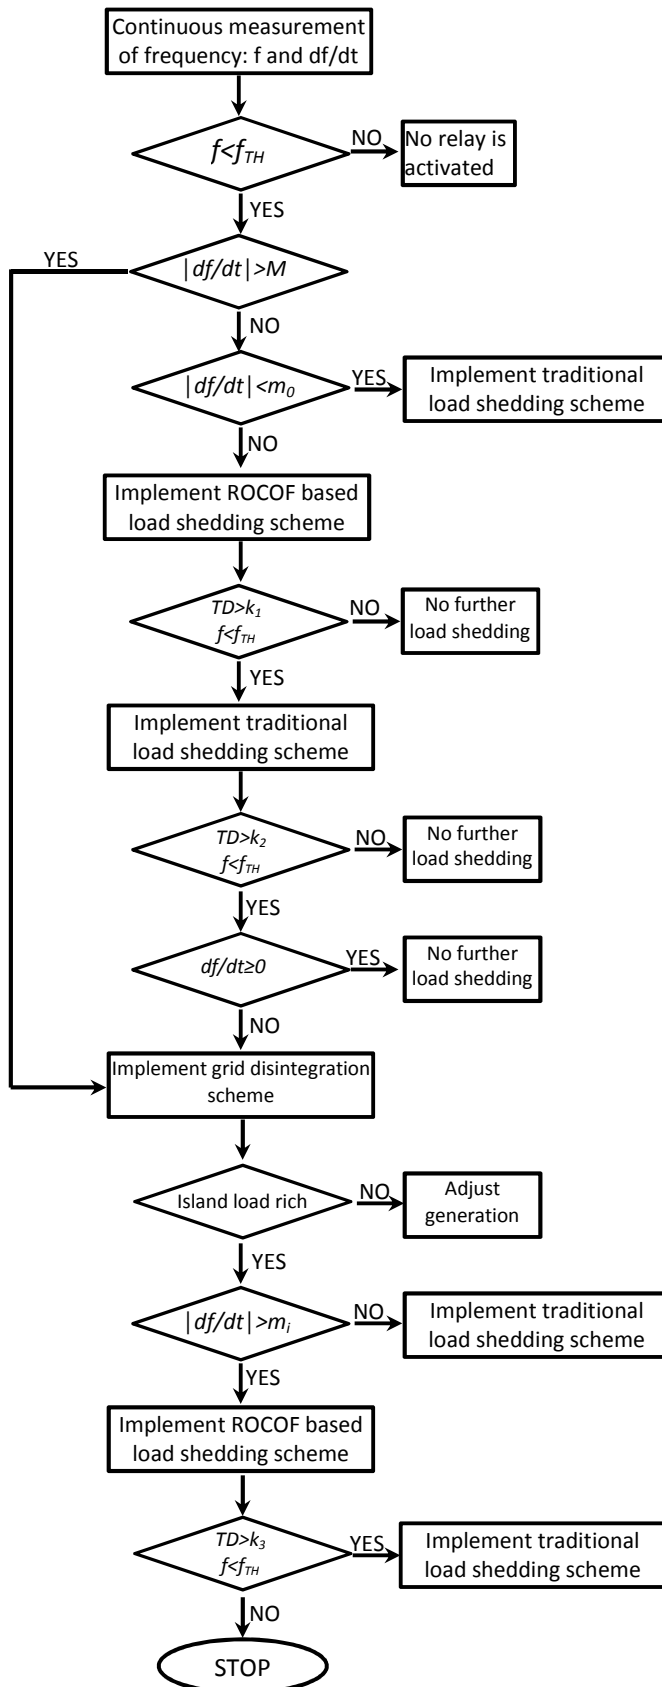 Continuous measurement
of frequency: f and df/dt
f<f_TH
NO
No relay is
activated
YES
YES
|df/dt|>M
NO
|df/dt|<m_0
YES
Implement traditional
load shedding scheme
NO
Implement ROCOF based
load shedding scheme
TD>k_1
f<f_TH
NO
No further
load shedding
YES
Implement traditional
load shedding scheme
TD>k_2
f<f_TH
NO
No further
load shedding
YES
df/dt≥0
YES
No further
load shedding
NO
Implement grid disintegration
scheme
Island load rich
NO
Adjust
generation
YES
|df/dt|>m_i
NO
Implement traditional
load shedding scheme
YES
Implement ROCOF based
load shedding scheme
TD>k_3
f<f_TH
YES
Implement traditional
load shedding scheme
NO
STOP